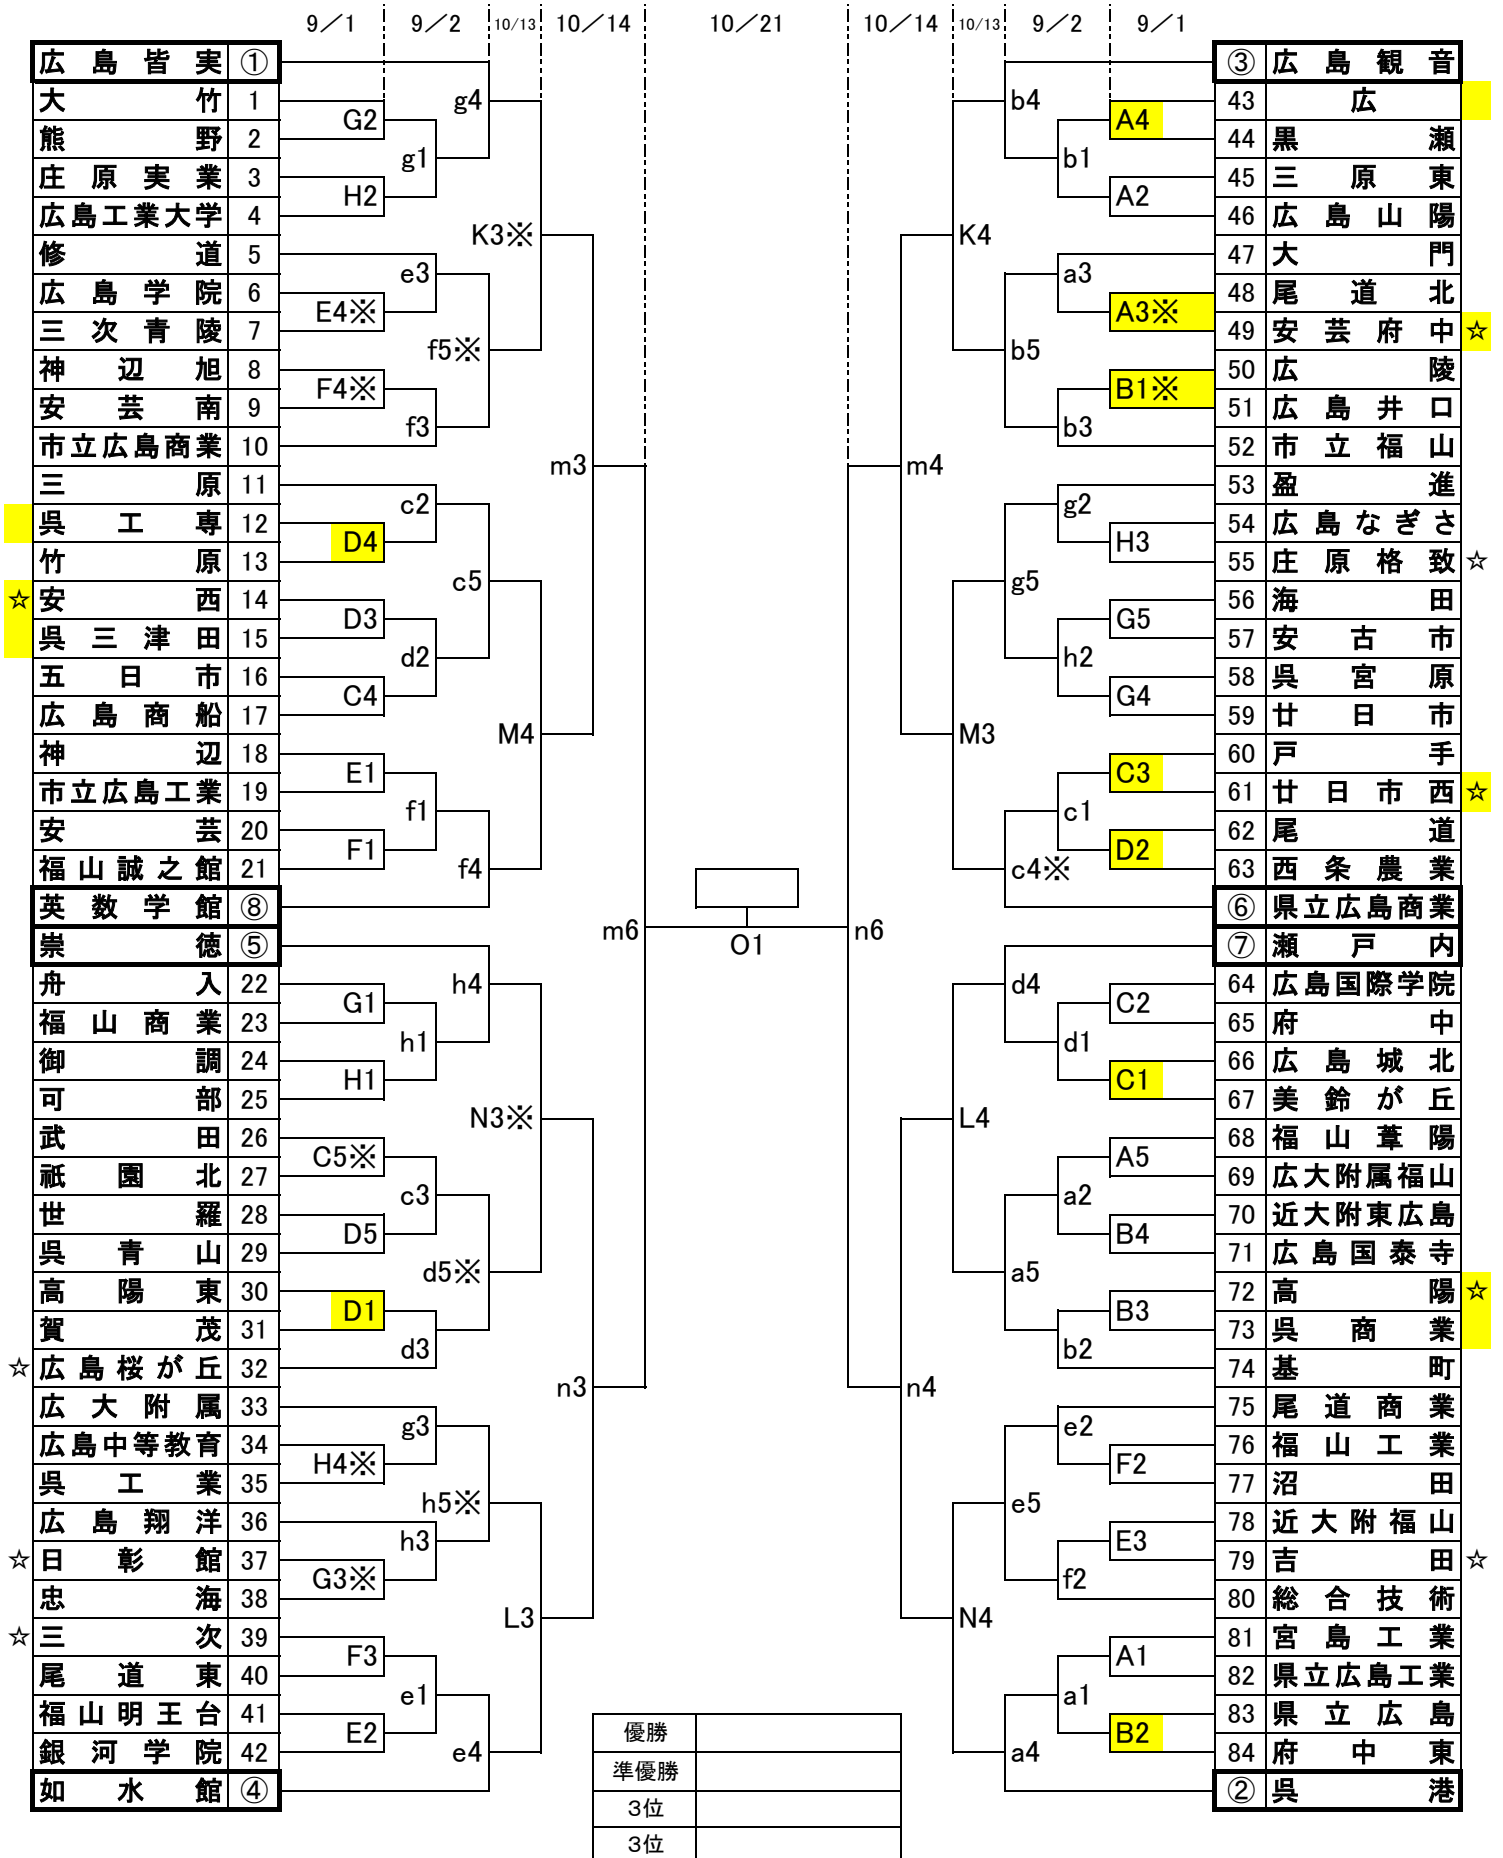 9／1 9／2 10/13 10／14 10／21 10／14 10/13 9／2 9／1
広島皆実 ① ③ 広島観音
大竹 1 g4 b4 43 広
G2 A4
熊野 2 44 黒瀬
g1 b1
庄原実業 3 45 三原東
H2 A2
広島工業大学 4 46 広島山陽
K3※ K4
修道 5 47 大門
e3 a3
広島学院 6 48 尾道北
E4※ A3※
三次青陵 7 49 安芸府中 ☆
f5※ b5
神辺旭 8 50 広陵
F4※ B1※
安芸南 9 51 広島井口
f3 b3
市立広島商業 10 52 市立福山
m3 m4
三原 11 53 盈進
c2 g2
呉工専 12 54 広島なぎさ
D4 H3
竹原 13 55 庄原格致 ☆
c5 g5
☆ 安西 14 56 海田
D3 G5
呉三津田 15 57 安古市
d2 h2
五日市 16 58 呉宮原
C4 G4
広島商船 17 59 廿日市
M4 M3
神辺 18 60 戸手
E1 C3
市立広島工業 19 61 廿日市西 ☆
f1 c1
安芸 20 62 尾道
F1 D2
福山誠之館 21 f4 c4※ 63 西条農業
英数学館 ⑧ ⑥ 県立広島商業
m6 n6
崇徳 ⑤ O1 ⑦ 瀬戸内
舟入 22 h4 d4 64 広島国際学院
G1 C2
福山商業 23 65 府中
h1 d1
御調 24 66 広島城北
H1 C1
可部 25 67 美鈴が丘
N3※ L4
武田 26 68 福山葦陽
C5※ A5
祇園北 27 69 広大附属福山
c3 a2
世羅 28 70 近大附東広島
D5 B4
呉青山 29 71 広島国泰寺
d5※ a5
高陽東 30 72 高陽 ☆
D1 B3
賀茂 31 73 呉商業
d3 b2
☆ 広島桜が丘 32 74 基町
n3 n4
広大附属 33 75 尾道商業
g3 e2
広島中等教育 34 76 福山工業
H4※ F2
呉工業 35 77 沼田
h5※ e5
広島翔洋 36 78 近大附福山
h3 E3
☆ 日彰館 37 79 吉田 ☆
G3※ f2
忠海 38 80 総合技術
L3 N4
☆ 三次 39 81 宮島工業
F3 A1
尾道東 40 82 県立広島工業
e1 a1
福山明王台 41 83 県立広島
E2 B2
銀河学院 42 e4 a4 84 府中東
如水館 ④ ② 呉港
優勝
準優勝
3位
3位